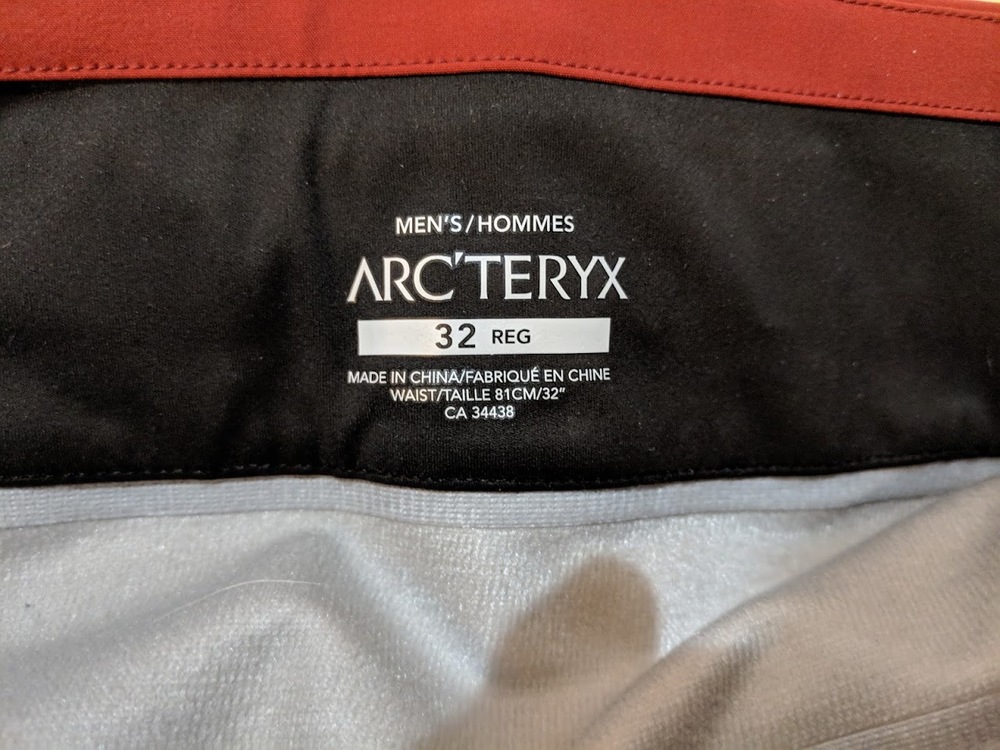 MEN'S/HOMMES
ARC'TERYX
32 REG
MADE IN CHINA/FABRIQUÉ EN CHINE
WAIST/TAILLE 81CM/32"
CA 34438